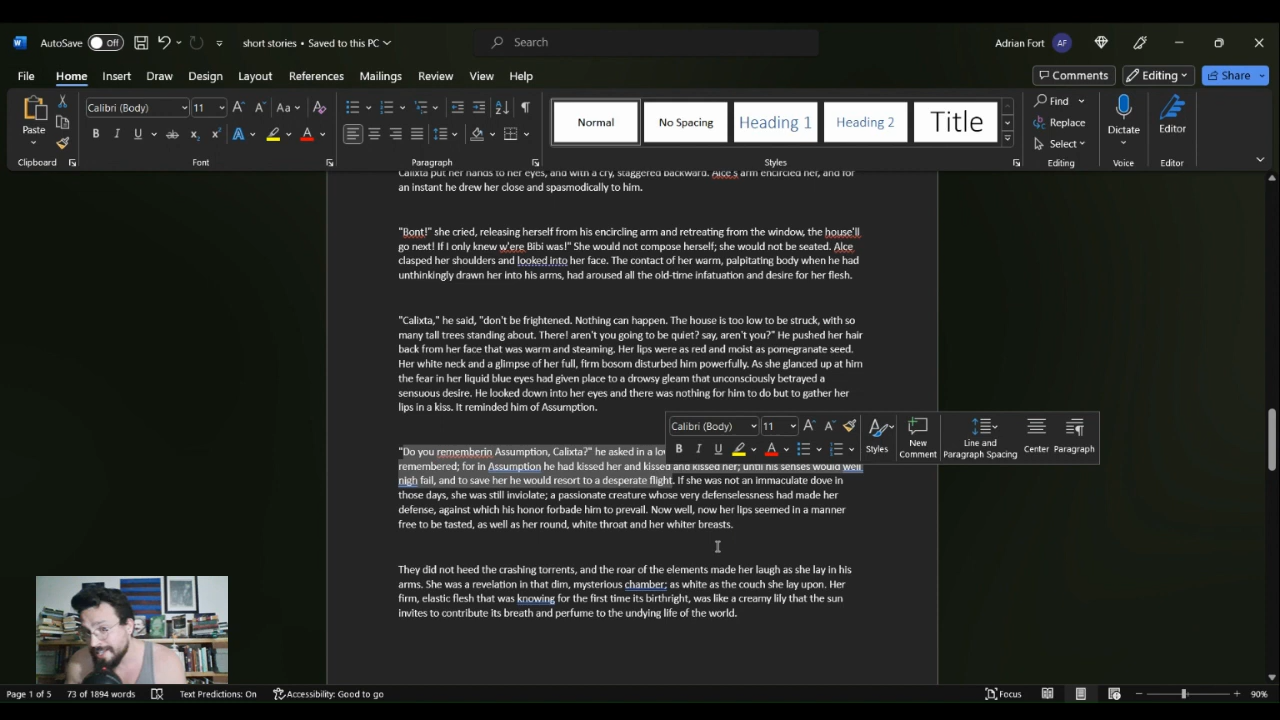 AutoSave Off short stories • Saved to this PC Search Adrian Fort AF
File Home Insert Draw Design Layout References Mailings Review View Help Comments Editing Share
Paste Calibri (Body) 11 Aa Normal No Spacing Heading 1 Heading 2 Title Find Replace Select Dictate Editor
Clipboard Font Paragraph Styles Editing Voice Editor
Calixta put her hands to her eyes, and with a cry, staggered backward. Alce's arm encircled her, and for
an instant he drew her close and spasmodically to him.
"Bont!" she cried, releasing herself from his encircling arm and retreating from the window, the house'll
go next! If I only knew w'ere Bibi was!" She would not compose herself; she would not be seated. Alce
clasped her shoulders and looked into her face. The contact of her warm, palpitating body when he had
unthinkingly drawn her into his arms, had aroused all the old-time infatuation and desire for her flesh.
"Calixta," he said, "don't be frightened. Nothing can happen. The house is too low to be struck, with so
many tall trees standing about. There! aren't you going to be quiet? say, aren't you?" He pushed her hair
back from her face that was warm and steaming. Her lips were as red and moist as pomegranate seed.
Her white neck and a glimpse of her full, firm bosom disturbed him powerfully. As she glanced up at him
the fear in her liquid blue eyes had given place to a drowsy gleam that unconsciously betrayed a
sensuous desire. He looked down into her eyes and there was nothing for him to do but to gather her
lips in a kiss. It reminded him of Assumption.
Calibri (Body) 11
Styles New Comment Line and Paragraph Spacing Center Paragraph
"Do you rememberin Assumption, Calixta?" he asked in a lo
remembered; for in Assumption he had kissed her and kissed and kissed her; until his senses would well
nigh fail, and to save her he would resort to a desperate flight. If she was not an immaculate dove in
those days, she was still inviolate; a passionate creature whose very defenselessness had made her
defense, against which his honor forbade him to prevail. Now well, now her lips seemed in a manner
free to be tasted, as well as her round, white throat and her whiter breasts.
They did not heed the crashing torrents, and the roar of the elements made her laugh as she lay in his
arms. She was a revelation in that dim, mysterious chamber; as white as the couch she lay upon. Her
firm, elastic flesh that was knowing for the first time its birthright, was like a creamy lily that the sun
invites to contribute its breath and perfume to the undying life of the world.
Page 1 of 5 73 of 1894 words Text Predictions: On Accessibility: Good to go Focus 90%